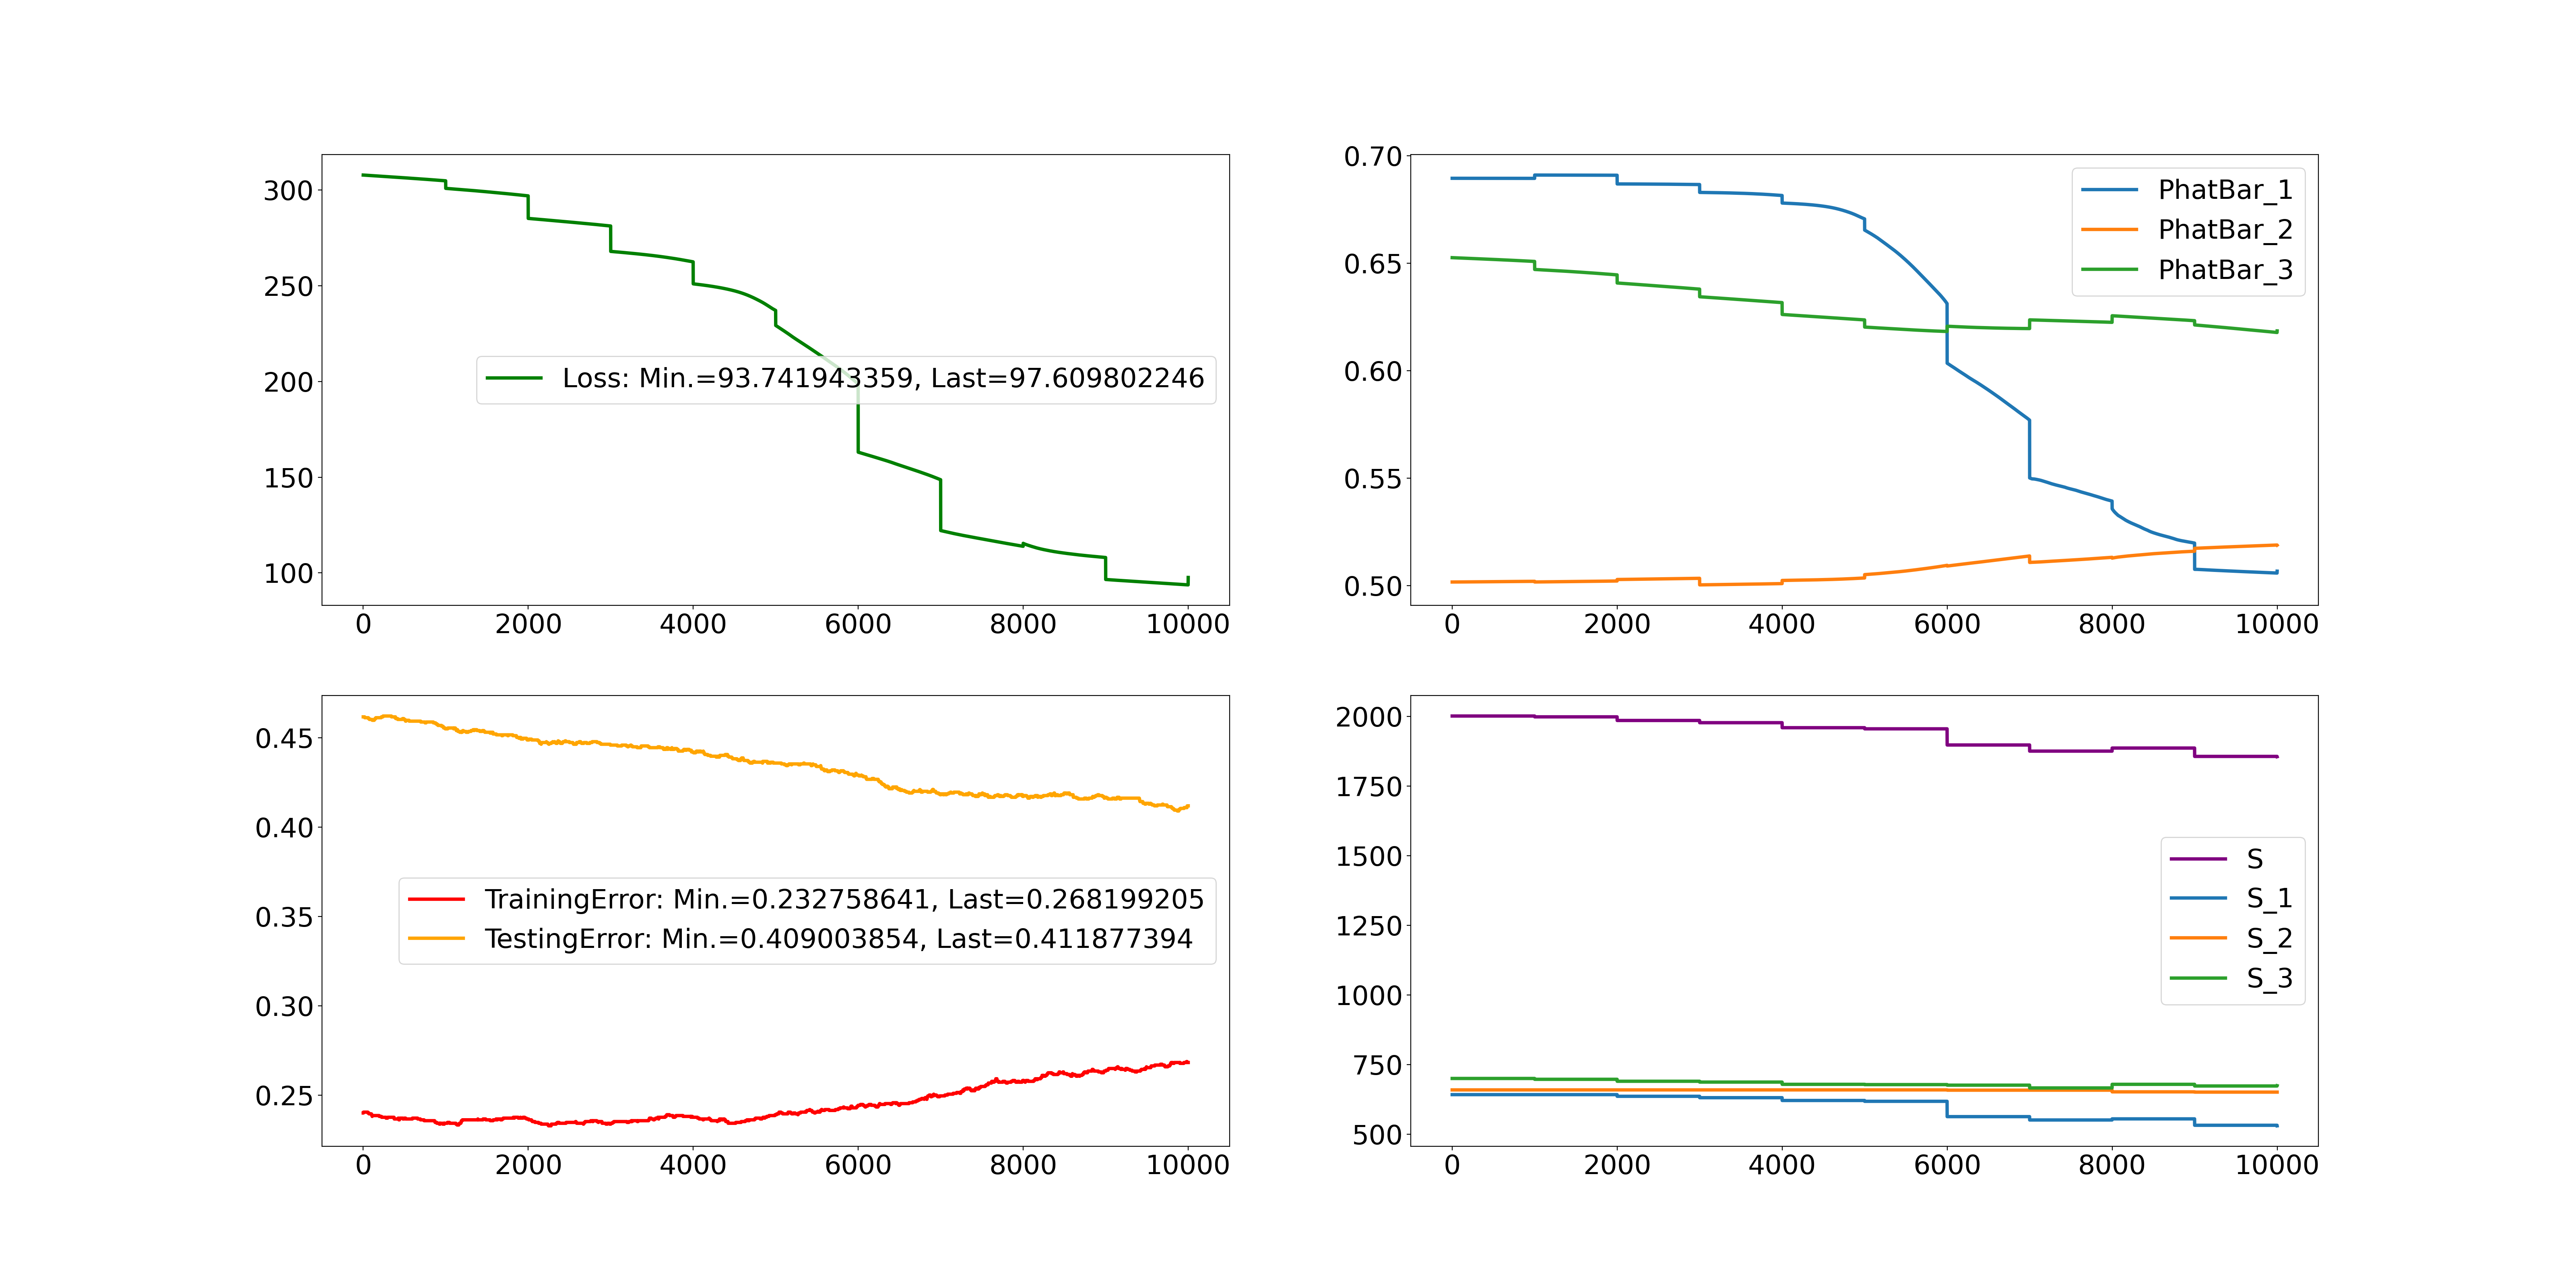 300
250
200
150
100
Loss: Min.=93.741943359, Last=97.609802246
0 2000 4000 6000 8000 10000
0.70
0.65
0.60
0.55
0.50
PhatBar_1
PhatBar_2
PhatBar_3
0 2000 4000 6000 8000 10000
0.45
0.40
0.35
0.30
0.25
TrainingError: Min.=0.232758641, Last=0.268199205
TestingError: Min.=0.409003854, Last=0.411877394
0 2000 4000 6000 8000 10000
2000
1750
1500
1250
1000
750
500
S
S_1
S_2
S_3
0 2000 4000 6000 8000 10000